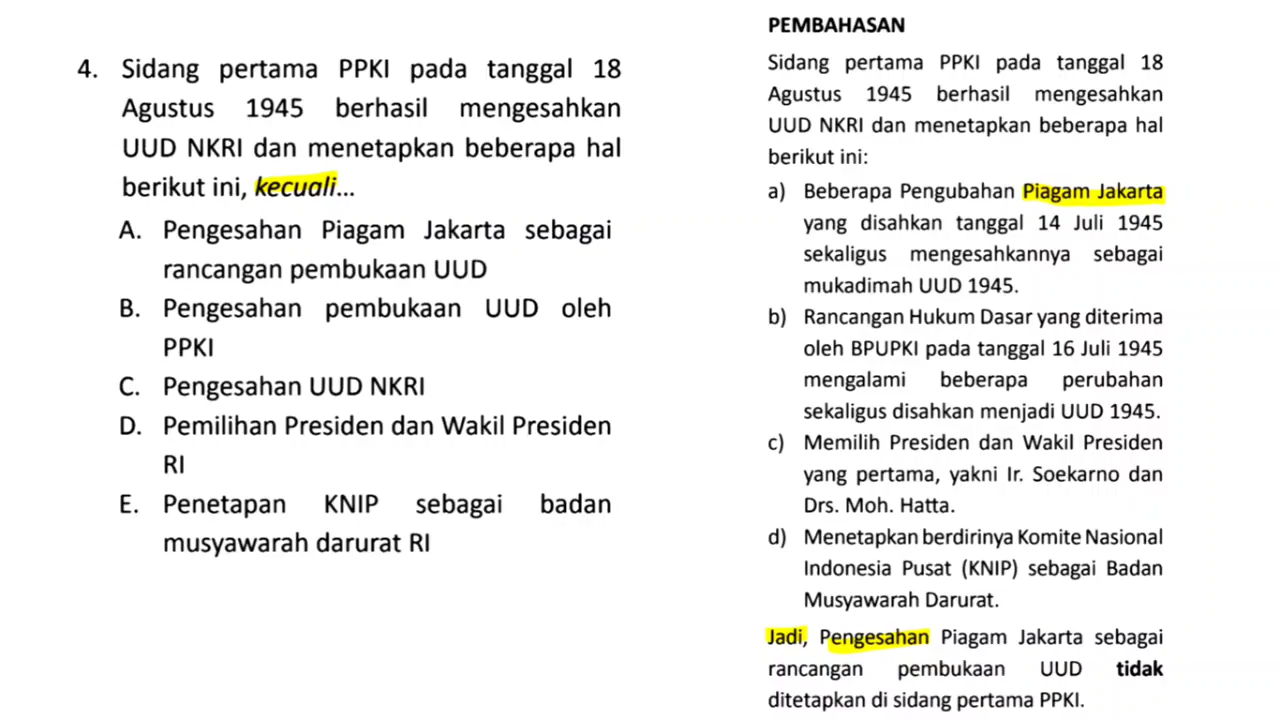 4. Sidang pertama PPKI pada tanggal 18
Agustus 1945 berhasil mengesahkan
UUD NKRI dan menetapkan beberapa hal
berikut ini, kecuali...
A. Pengesahan Piagam Jakarta sebagai
rancangan pembukaan UUD
B. Pengesahan pembukaan UUD oleh
PPKI
C. Pengesahan UUD NKRI
D. Pemilihan Presiden dan Wakil Presiden
RI
E. Penetapan KNIP sebagai badan
musyawarah darurat RI
PEMBAHASAN
Sidang pertama PPKI pada tanggal 18
Agustus 1945 berhasil mengesahkan
UUD NKRI dan menetapkan beberapa hal
berikut ini:
a) Beberapa Pengubahan Piagam Jakarta
yang disahkan tanggal 14 Juli 1945
sekaligus mengesahkannya sebagai
mukadimah UUD 1945.
b) Rancangan Hukum Dasar yang diterima
oleh BPUPKI pada tanggal 16 Juli 1945
mengalami beberapa perubahan
sekaligus disahkan menjadi UUD 1945.
c) Memilih Presiden dan Wakil Presiden
yang pertama, yakni Ir. Soekarno dan
Drs. Moh. Hatta.
d) Menetapkan berdirinya Komite Nasional
Indonesia Pusat (KNIP) sebagai Badan
Musyawarah Darurat.
Jadi, Pengesahan Piagam Jakarta sebagai
rancangan pembukaan UUD tidak
ditetapkan di sidang pertama PPKI.